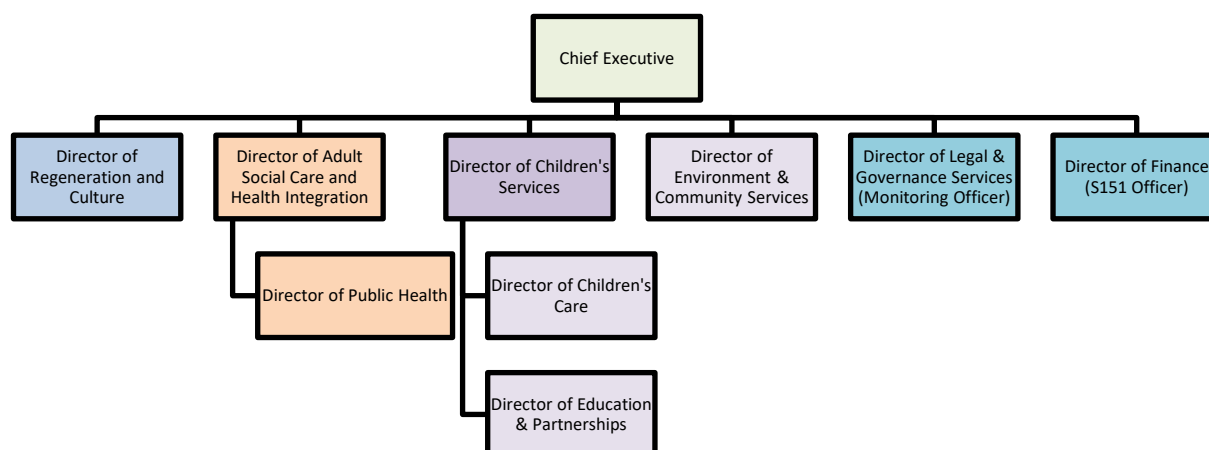 Chief Executive
Director of
Regeneration and
Culture
Director of Adult
Social Care and
Health Integration
Director of Children's
Services
Director of
Environment &
Community Services
Director of Legal &
Governance Services
(Monitoring Officer)
Director of Finance
(S151 Officer)
Director of Public Health
Director of Children's
Care
Director of Education
& Partnerships